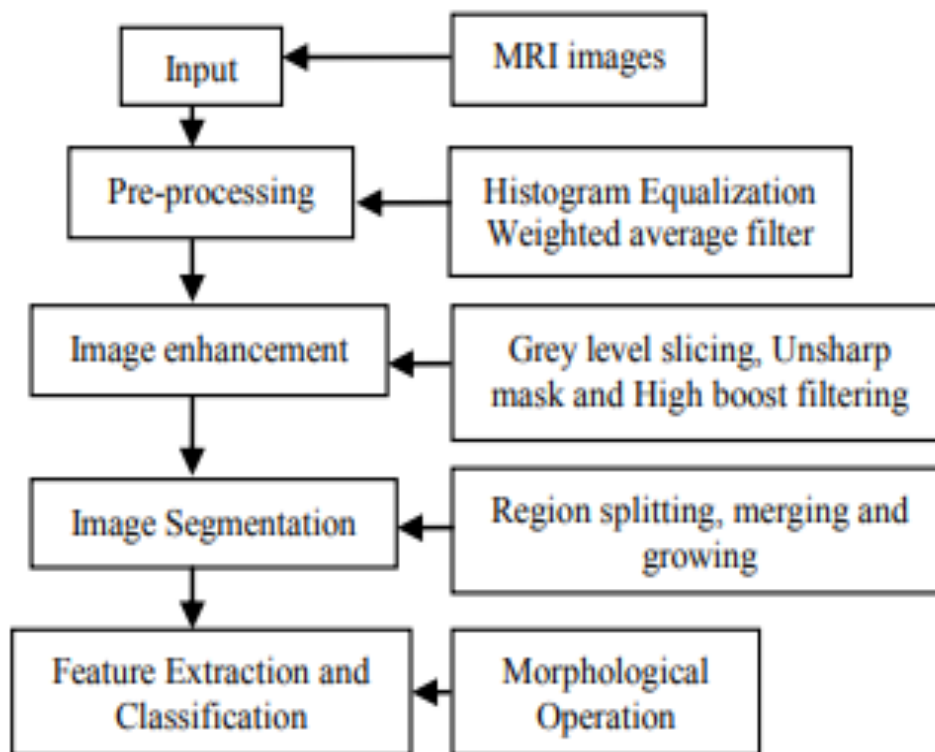 Input
MRI images
Pre-processing
Histogram Equalization
Weighted average filter
Image enhancement
Grey level slicing, Unsharp
mask and High boost filtering
Image Segmentation
Region splitting, merging and
growing
Feature Extraction and
Classification
Morphological
Operation